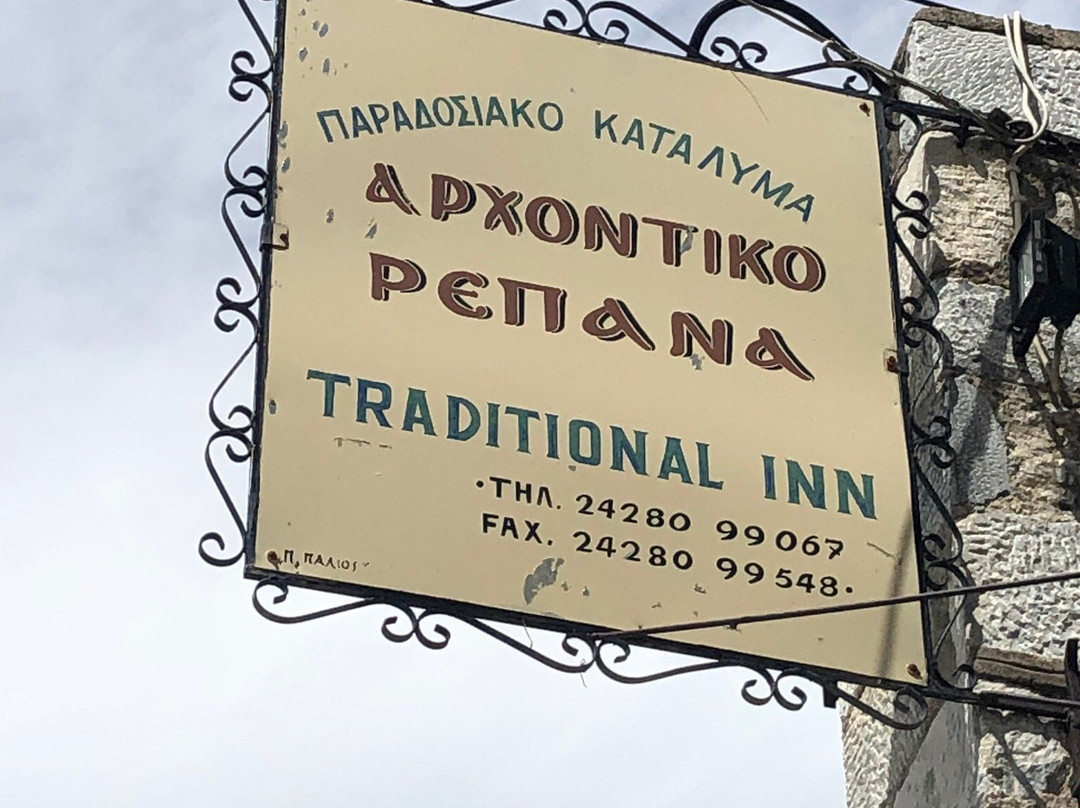 ΠΑΡΑΔΟΣΙΑΚΟ ΚΑΤΑΛΥΜΑ
ΑΡΧΟΝΤΙΚΟ
ΡΕΠΑΝΑ
TRADITIONAL INN
·ΤΗΛ. 24280 99067
FAX. 24280 99548·
Π. ΠΑΛΙΟΣ